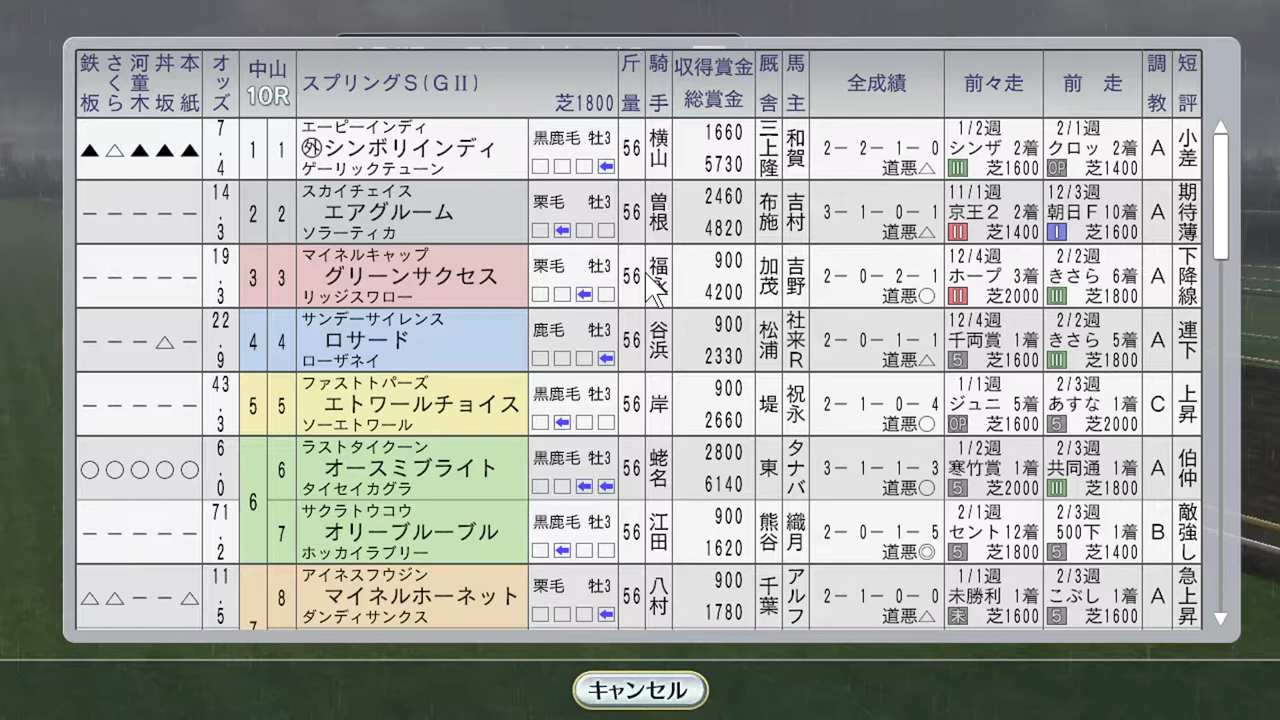 鉄板 さくら 河童木 丼坂 本紙 オッズ 中山 10R スプリングS(GⅡ) 芝1800 斤量 騎手 収得賞金 総賞金 厩舎 馬主 全成績 前々走 前走 調教 短評
▲ △ ▲ ▲ ▲ 7.4 1 1 エーピーインディ
外 シンボリインディ
ゲーリックテューン
黒鹿毛 牡3 56 横山 1660 5730 三上隆 和賀 2-2-1-0 道悪△
1/2週 シンザ 2着 Ⅲ 芝1600
2/1週 クロッ 2着 OP 芝1400 A 小差
－ － － － － 14.3 2 2 スカイチェイス
エアグルーム
ソラーティカ
栗毛 牡3 56 曽根 2460 4820 布施 吉村 3-1-0-1 道悪△
11/1週 京王2 2着 Ⅱ 芝1400
12/3週 朝日F 10着 Ⅰ 芝1600 A 期待薄
－ － － － － 19.3 3 3 マイネルキャップ
グリーンサクセス
リッジスワロー
栗毛 牡3 56 福 900 4200 加茂 吉野 2-0-2-1 道悪○
12/4週 ホープ 3着 Ⅱ 芝2000
2/2週 きさら 6着 Ⅲ 芝1800 A 下降線
－ － － △ － 22.9 4 4 サンデーサイレンス
ロサード
ローザネイ
鹿毛 牡3 56 谷浜 900 2330 松浦 社来R 2-0-1-1 道悪△
12/4週 千両賞 1着 5 芝1600
2/2週 きさら 5着 Ⅲ 芝1800 A 連下
－ － － － － 43.3 5 5 ファストトパーズ
エトワールチョイス
ソーエトワール
黒鹿毛 牡3 56 岸 900 2660 堤 祝永 2-1-0-4 道悪○
1/1週 ジュニ 5着 OP 芝1600
2/3週 あすな 1着 5 芝2000 C 上昇
○ ○ ○ ○ ○ 6.0 6 6 ラストタイクーン
オースミブライト
タイセイカグラ
黒鹿毛 牡3 56 蛯名 2800 6140 東 タナバ 3-1-1-3 道悪○
1/2週 寒竹賞 1着 5 芝2000
2/3週 共同通 1着 Ⅲ 芝1800 A 伯仲
－ － － － － 71.2 7 サクラトウコウ
オリーブルーブル
ホッカイラブリー
黒鹿毛 牡3 56 江田 900 1620 熊谷 織月 2-0-1-5 道悪◎
2/1週 セント 12着 5 芝1800
2/3週 500下 1着 5 芝1400 B 敵強し
△ △ － － △ 11.5 7 8 アイネスフウジン
マイネルホーネット
ダンディサンクス
栗毛 牡3 56 八村 900 1780 千葉 アルフ 2-1-0-0 道悪△
1/1週 未勝利 1着 未 芝1600
2/3週 こぶし 1着 5 芝1600 A 急上昇
キャンセル